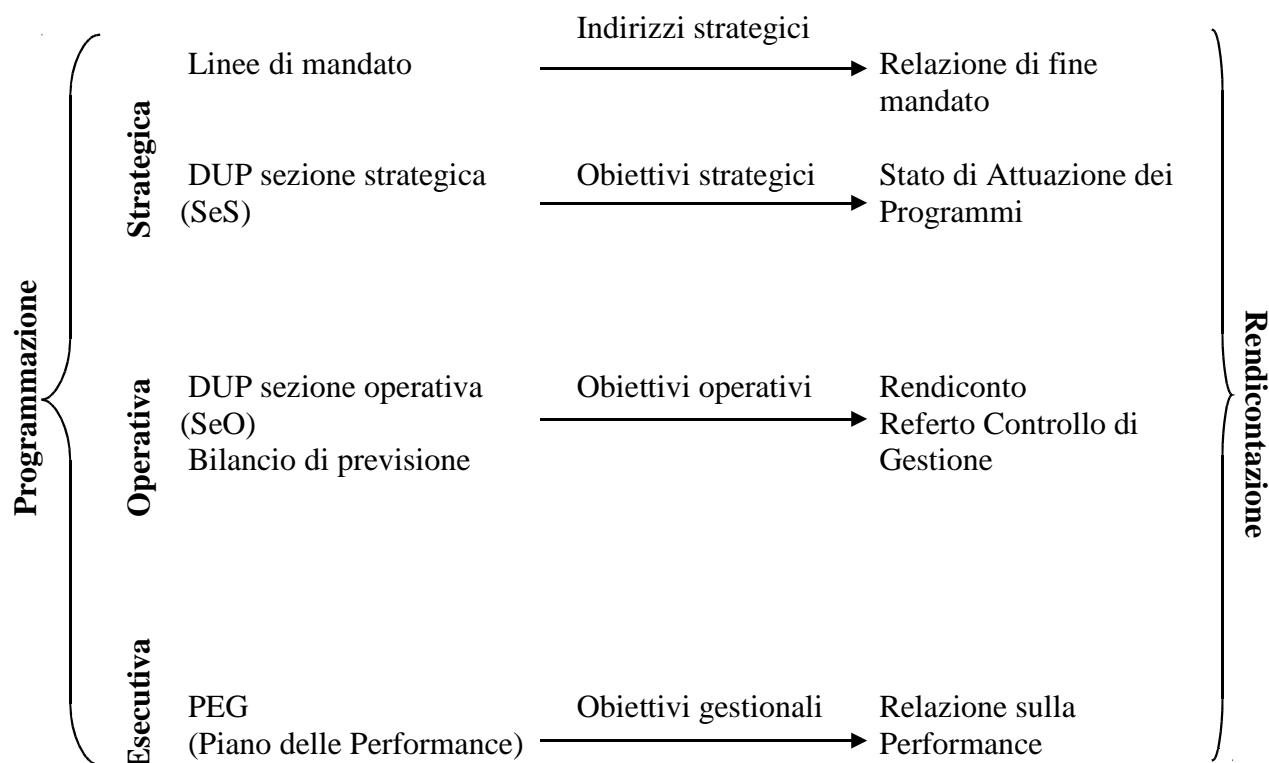 Indirizzi strategici
Linee di mandato
Relazione di fine
mandato
Strategica
DUP sezione strategica
(SeS)
Obiettivi strategici
Stato di Attuazione dei
Programmi
Programmazione
Operativa
DUP sezione operativa
(SeO)
Bilancio di previsione
Obiettivi operativi
Rendiconto
Referto Controllo di
Gestione
Rendicontazione
Esecutiva
PEG
(Piano delle Performance)
Obiettivi gestionali
Relazione sulla
Performance